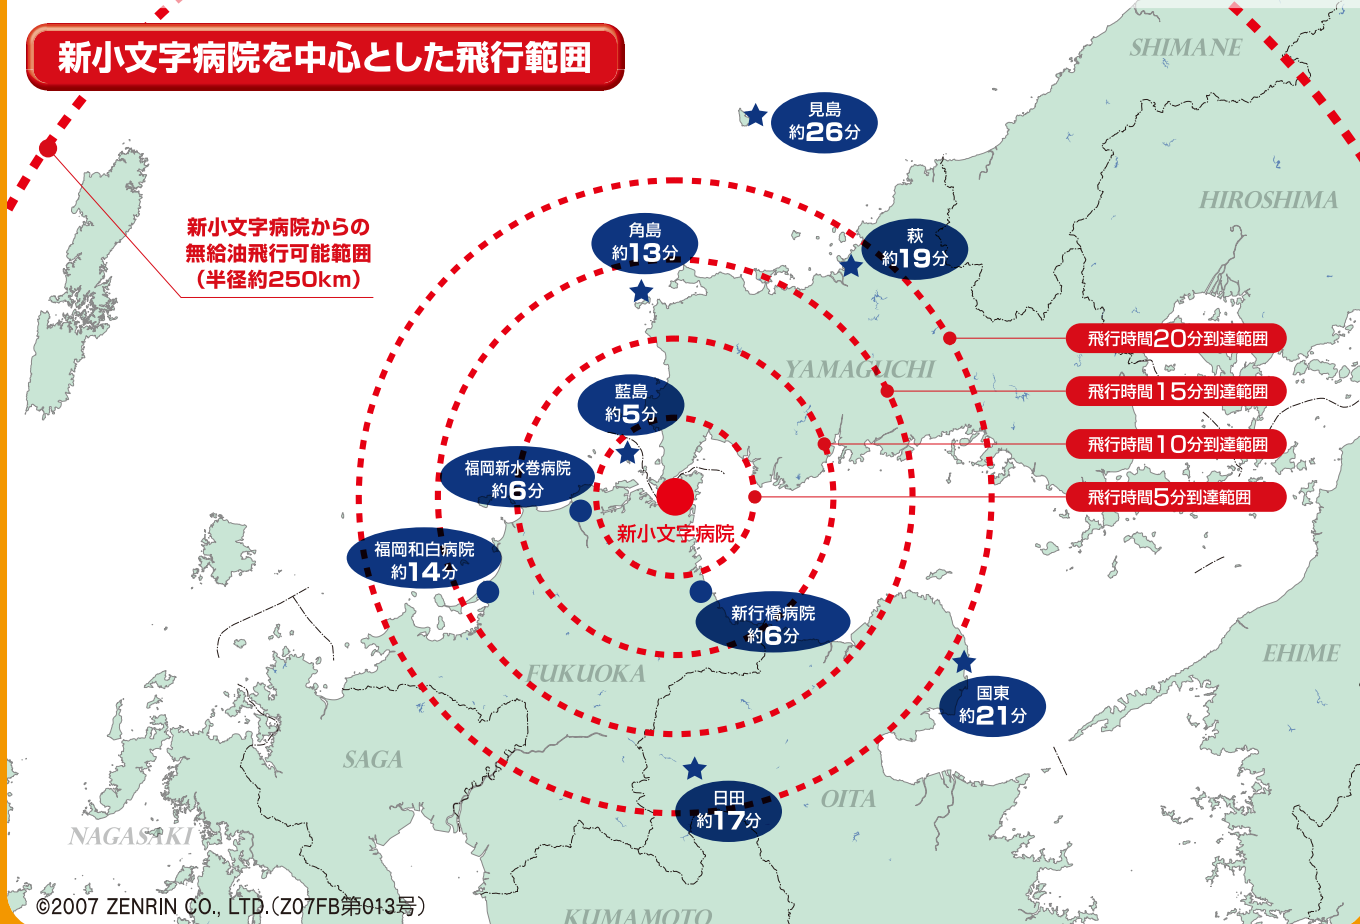 新小文字病院を中心とした飛行範囲
SHIMANE
見島
約26分
HIROSHIMA
新小文字病院からの
無給油飛行可能範囲
（半径約250km）
角島
約13分
萩
約19分
飛行時間20分到達範囲
YAMAGUCHI
藍島
約5分
飛行時間15分到達範囲
飛行時間10分到達範囲
福岡新水巻病院
約6分
飛行時間5分到達範囲
新小文字病院
福岡和白病院
約14分
新行橋病院
約6分
EHIME
FUKUOKA
国東
約21分
SAGA
日田
約17分
OITA
NAGASAKI
©2007 ZENRIN CO., LTD.（Z07FB第013号）
KUMAMOTO